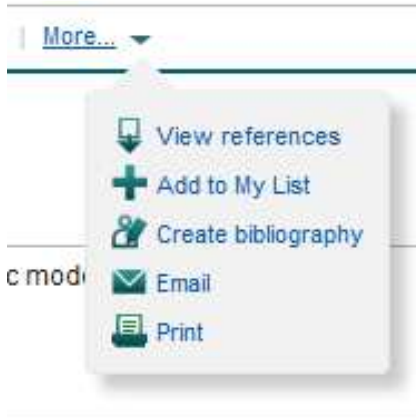 More...
View references
Add to My List
Create bibliography
c mod
Email
Print